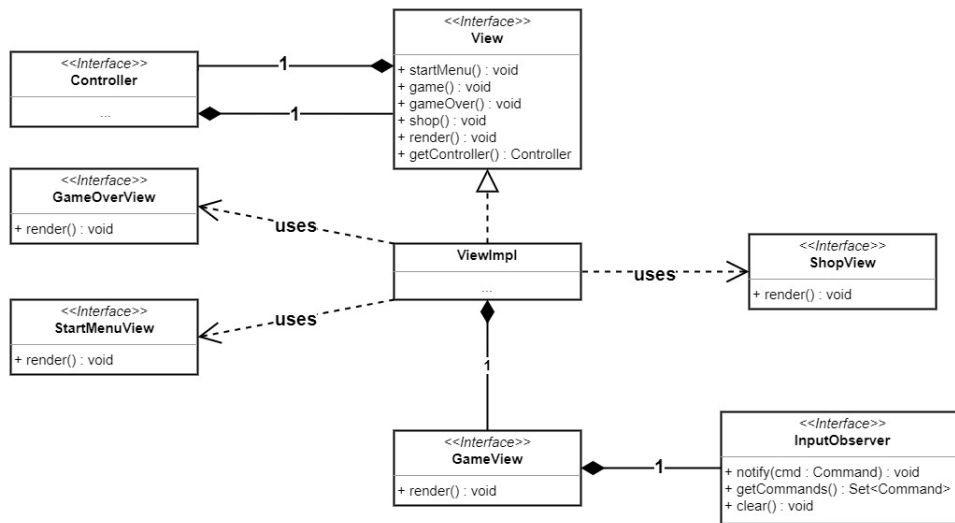 <<Interface>>
View
+ startMenu() : void
+ game() : void
+ gameOver() : void
+ shop() : void
+ render() : void
+ getController() : Controller
<<Interface>>
Controller
...
1
1
<<Interface>>
GameOverView
+ render() : void
uses
ViewImpl
...
uses
<<Interface>>
ShopView
+ render() : void
<<Interface>>
StartMenuView
+ render() : void
uses
1
<<Interface>>
GameView
+ render() : void
1
<<Interface>>
InputObserver
+ notify(cmd : Command) : void
+ getCommands() : Set<Command>
+ clear() : void